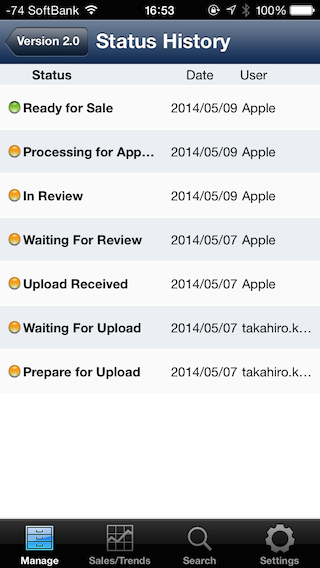 -74 SoftBank 16:53 100%
Version 2.0 Status History
Status Date User
Ready for Sale 2014/05/09 Apple
Processing for App... 2014/05/09 Apple
In Review 2014/05/09 Apple
Waiting For Review 2014/05/07 Apple
Upload Received 2014/05/07 Apple
Waiting For Upload 2014/05/07 takahiro.k...
Prepare for Upload 2014/05/07 takahiro.k...
Manage Sales/Trends Search Settings